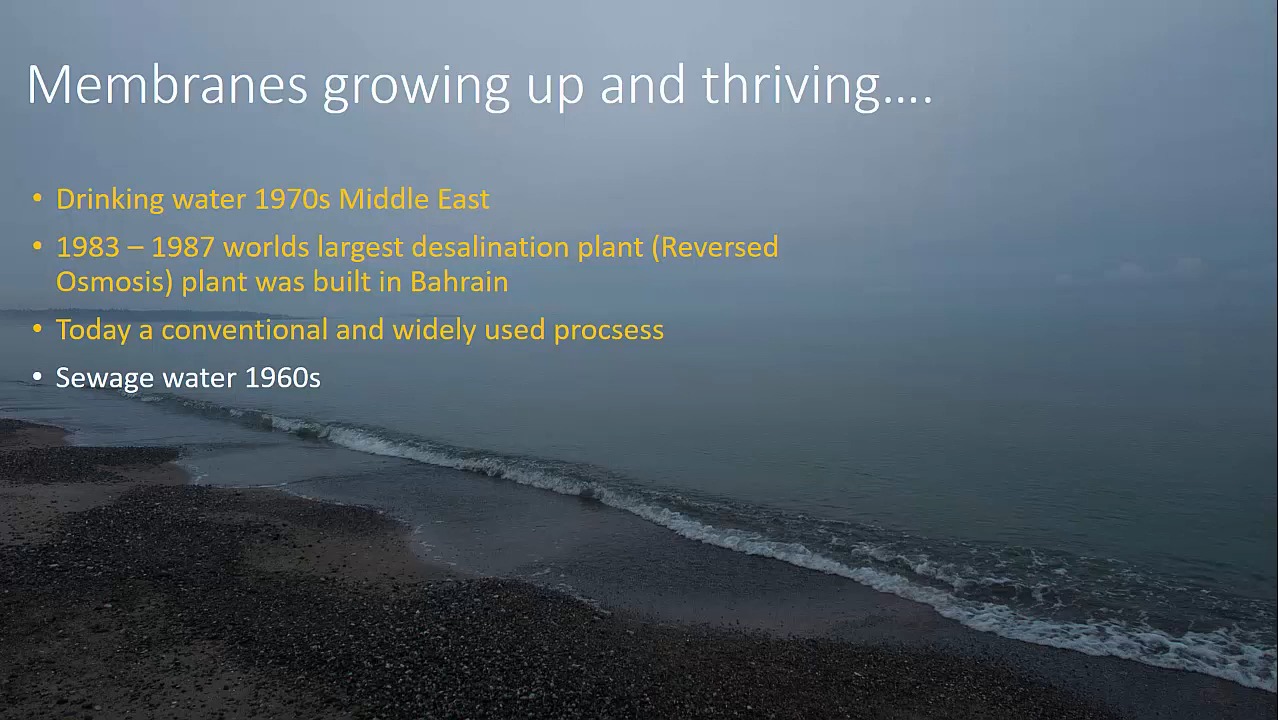 Membranes growing up and thriving....
• Drinking water 1970s Middle East
• 1983 – 1987 worlds largest desalination plant (Reversed
Osmosis) plant was built in Bahrain
• Today a conventional and widely used procsess
• Sewage water 1960s